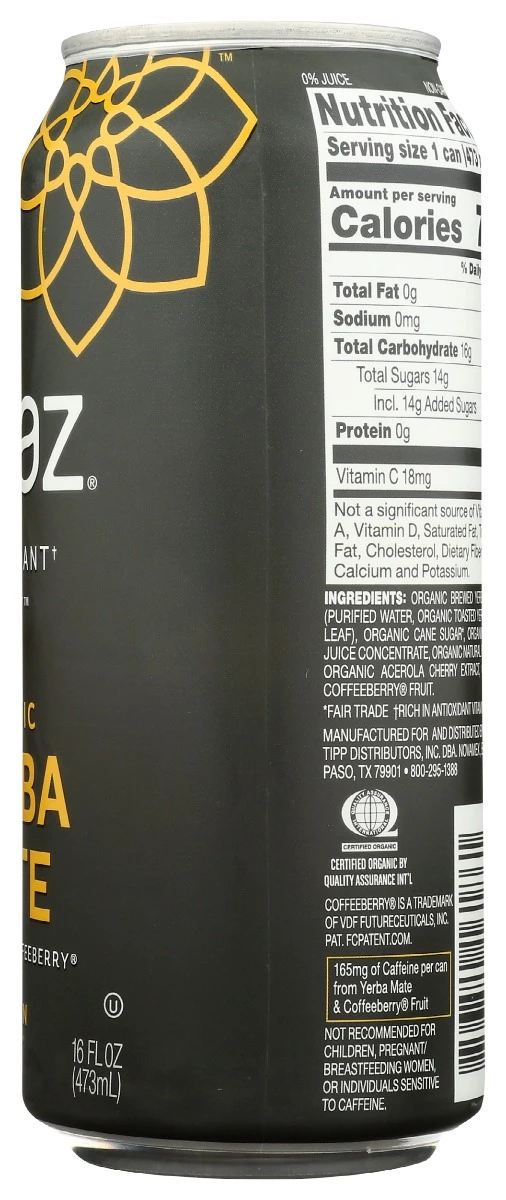 TM
0% JUICE
Nutrition
Serving size 1 can
Amount per serving
Calories
%
Total Fat 0g
Sodium 0mg
Total Carbohydrate 16g
Total Sugars 14g
Incl. 14g Added Sugars
Protein 0g
Vitamin C 18mg
Not a significant source of
A, Vitamin D, Saturated Fat,
Fat, Cholesterol, Dietary
Calcium and Potassium.
INGREDIENTS: ORGANIC BREWED
(PURIFIED WATER, ORGANIC TOASTED
LEAF), ORGANIC CANE SUGAR*,
JUICE CONCENTRATE, ORGANIC NATURAL
ORGANIC ACEROLA CHERRY EXTRACT,
COFFEEBERRY® FRUIT.
*FAIR TRADE †RICH IN ANTIOXIDANT
MANUFACTURED FOR AND DISTRIBUTED
TIPP DISTRIBUTORS, INC. DBA. NOVAMEX,
PASO, TX 79901 • 800-295-1388
QUALITY ASSURANCE INTERNATIONAL
CERTIFIED ORGANIC
CERTIFIED ORGANIC BY
QUALITY ASSURANCE INT'L
COFFEEBERRY® IS A TRADEMARK
OF VDF FUTURECEUTICALS, INC.
PAT. FCPATENT.COM.
165mg of Caffeine per can
from Yerba Mate
& Coffeeberry® Fruit
NOT RECOMMENDED FOR
CHILDREN, PREGNANT/
BREASTFEEDING WOMEN,
OR INDIVIDUALS SENSITIVE
TO CAFFEINE.
Z®
ANT†
TM
IC
BA
TE
FEEBERRY®
N
U
16 FL OZ
(473mL)